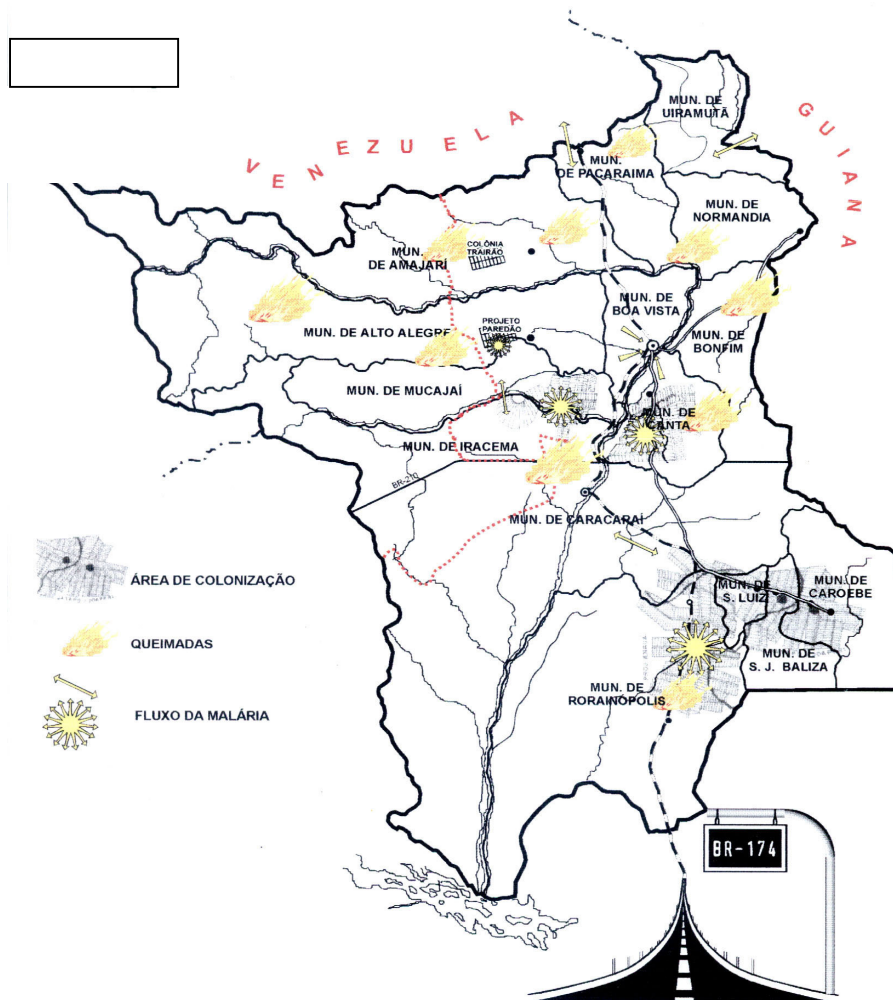 VENEZUELA
GUIANA
MUN. DE
UIRAMUTÃ
MUN.
DE PACARAIMA
MUN. DE
NORMANDIA
COLÔNIA
TRAIRÃO
MUN.
DE AMAJARÍ
MUN. DE
BOA VISTA
PROJETO
PAREDÃO
MUN. DE ALTO ALEGRE
MUN. DE
BONFIM
MUN. DE MUCAJAÍ
MUN. DE
CANTA
MUN. DE IRACEMA
BR-210
MUN. DE CARACARAÍ
ÁREA DE COLONIZAÇÃO
MUN. DE
S. LUIZ
MUN. DE
CAROEBE
QUEIMADAS
MUN. DE
S. J. BALIZA
MUN. DE
RORAINÓPOLIS
FLUXO DA MALÁRIA
BR-174